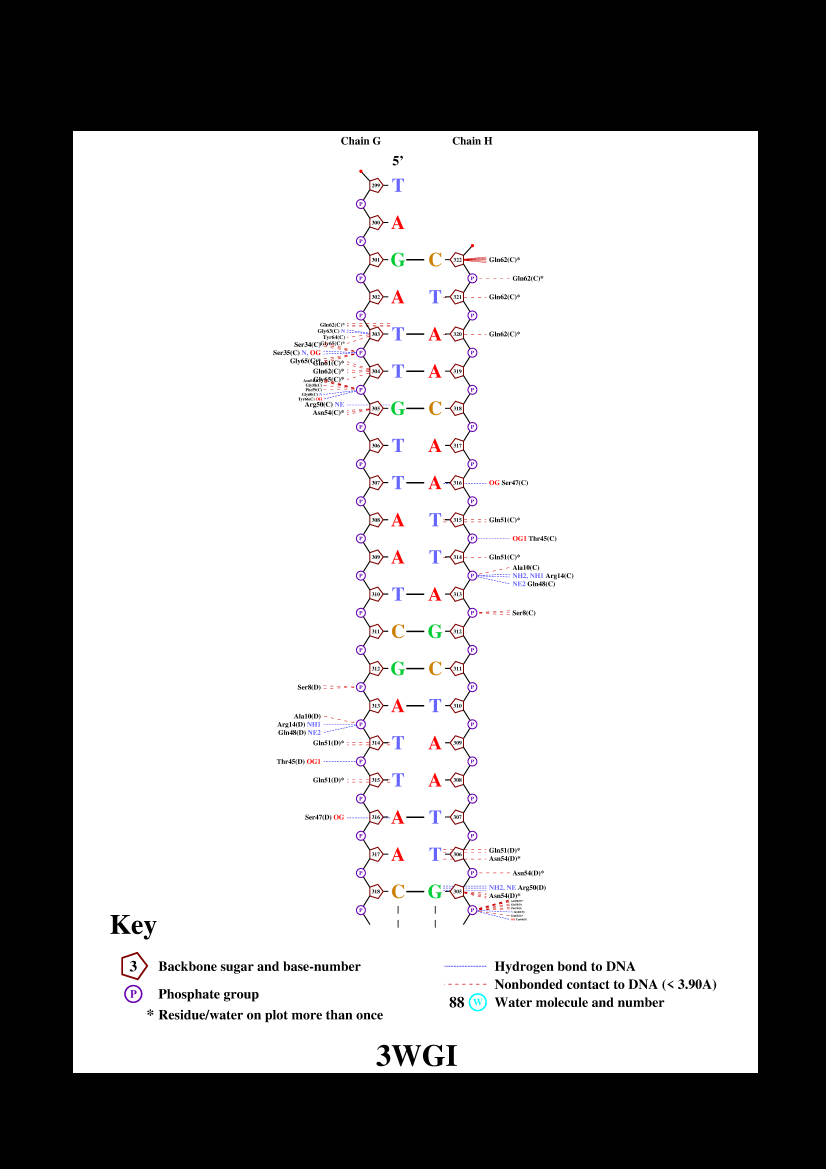 Chain G Chain H
5'
299 T
P
300 A
P
301 G C 322 Gln62(C)*
P P Gln62(C)*
302 A T 321 Gln62(C)*
P P
Gln62(C)*
Gly63(C) N
303 T A 320 Gln62(C)*
Tyr64(C)
Ser34(C) Gly65(C)*
Ser35(C) N, OG P P
Gly65(C)* Gln61(C)*
Gln62(C)* 304 T A 319
Gly65(C)*
P P
Arg50(C) NE 305 G C 318
Asn54(C)*
P P
306 T A 317
P P
307 T A 316 OG Ser47(C)
P P
308 A T 315 Gln51(C)*
P P OG1 Thr45(C)
309 A T 314 Gln51(C)*
Ala10(C)
P P NH2, NH1 Arg14(C)
NE2 Gln48(C)
310 T A 313
P P Ser8(C)
311 C G 312
P P
312 G C 311
Ser8(D) P P
313 A T 310
Ala10(D)
Arg14(D) NH1 P P
Gln48(D) NE2
Gln51(D)* 314 T A 309
Thr45(D) OG1 P P
Gln51(D)* 315 T A 308
P P
Ser47(D) OG 316 A T 307
P P
317 A T 306 Gln51(D)*
Asn54(D)*
P P Asn54(D)*
318 C G 305 NH2, NE Arg50(D)
Asn54(D)*
P P
Key
3 Backbone sugar and base-number
P Phosphate group
* Residue/water on plot more than once
Hydrogen bond to DNA
Nonbonded contact to DNA (< 3.90A)
88 W Water molecule and number
3WGI